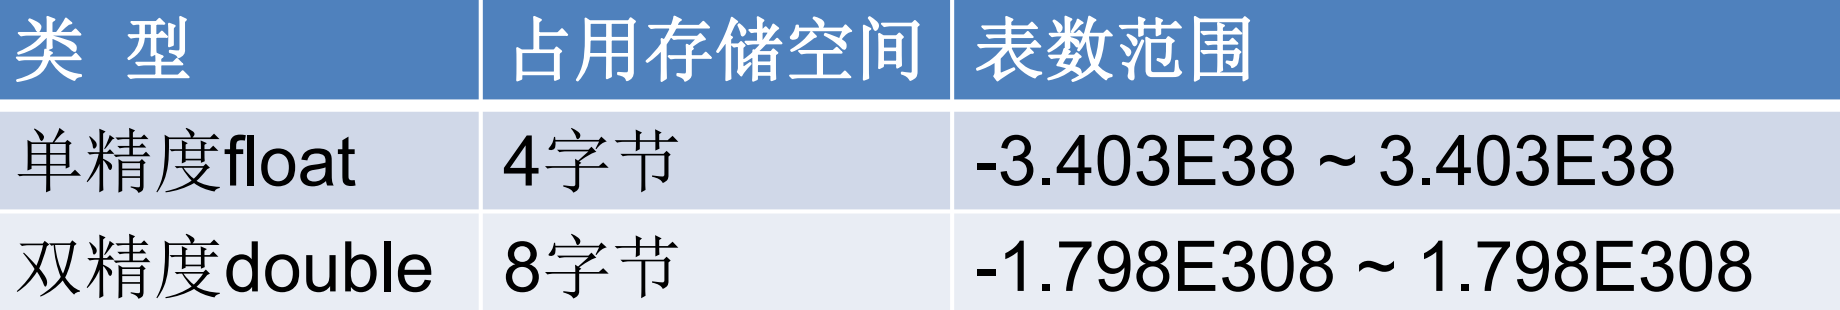 类 型 占用存储空间 表数范围
单精度float 4字节 -3.403E38 ~ 3.403E38
双精度double 8字节 -1.798E308 ~ 1.798E308